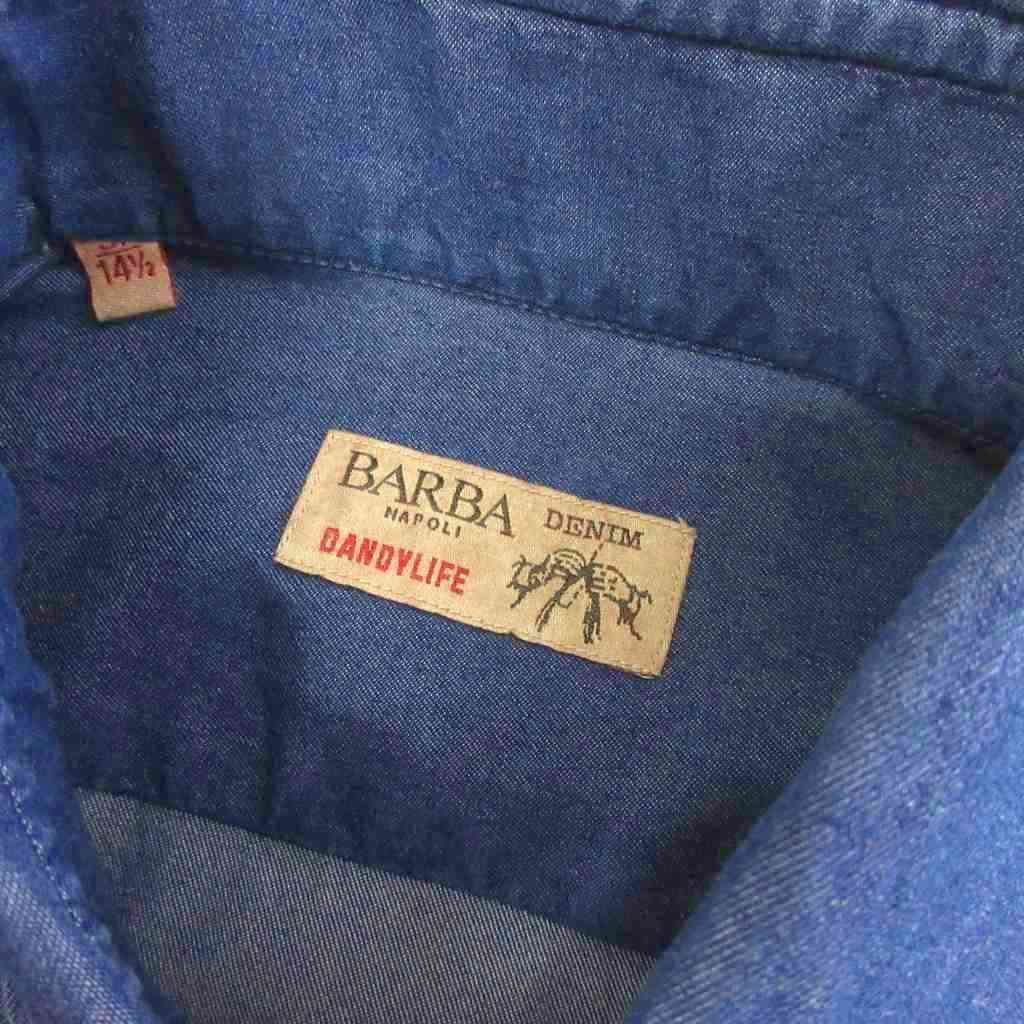 14½
BARBA
NAPOLI
DENIM
DANDYLIFE